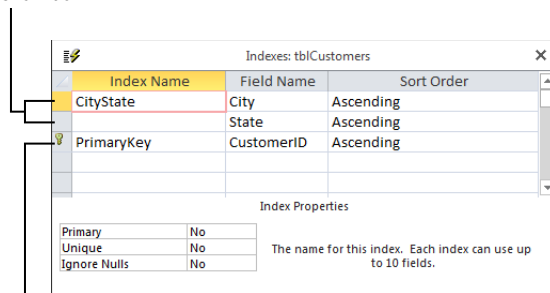 Indexes: tblCustomers
Index Name Field Name Sort Order
CityState City Ascending
State Ascending
PrimaryKey CustomerID Ascending
Index Properties
Primary No
Unique No
Ignore Nulls No
The name for this index. Each index can use up
to 10 fields.